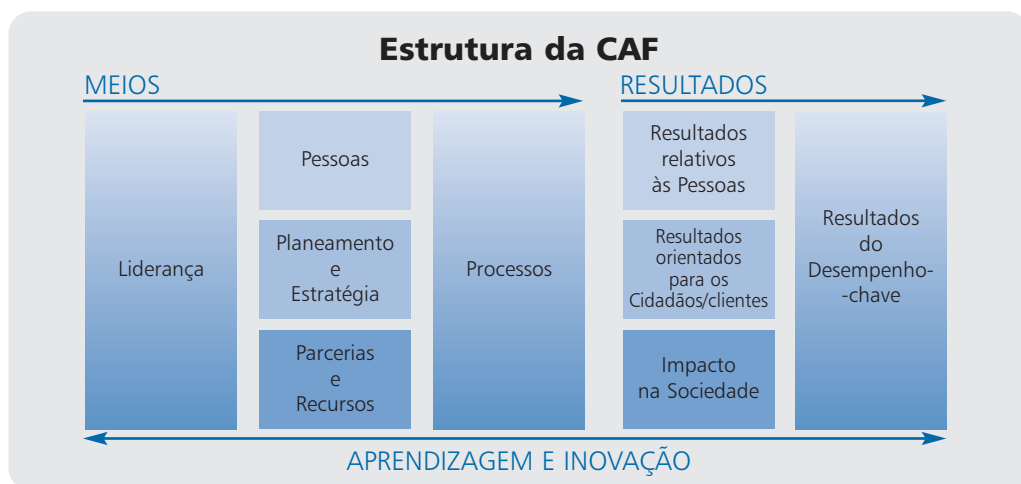 Estrutura da CAF
MEIOS
RESULTADOS
Liderança
Pessoas
Planeamento
e
Estratégia
Parcerias
e
Recursos
Processos
Resultados
relativos
às Pessoas
Resultados
orientados
para os
Cidadãos/clientes
Impacto
na Sociedade
Resultados
do
Desempenho-
-chave
APRENDIZAGEM E INOVAÇÃO